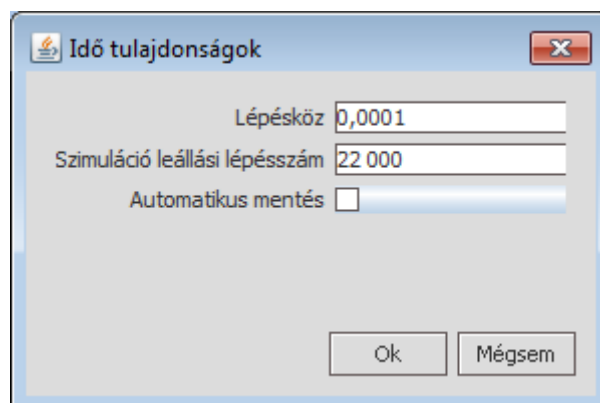 Idő tulajdonságok
Lépésköz 0,0001
Szimuláció leállási lépésszám 22 000
Automatikus mentés
Ok Mégsem